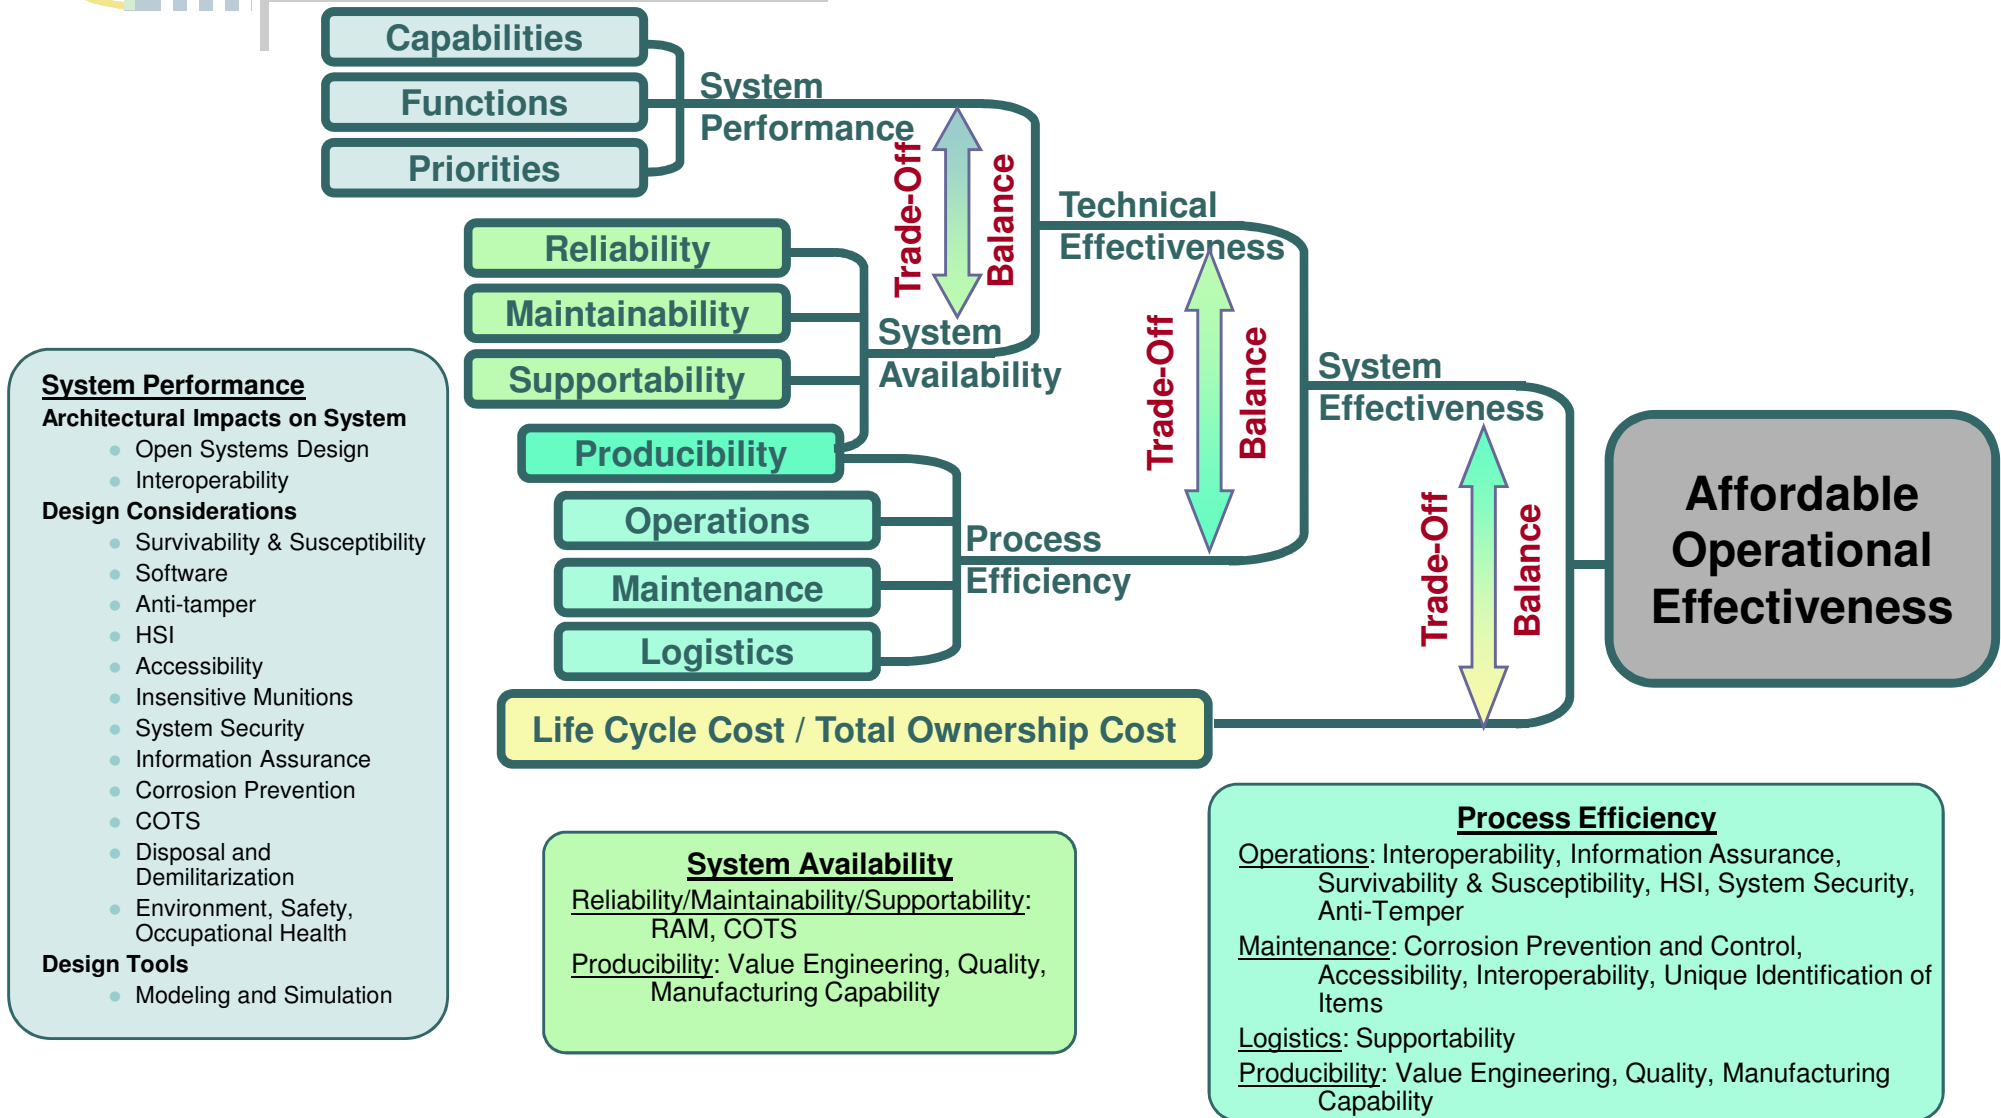 Capabilities
Functions
Priorities
System
Performance
Reliability
Maintainability
Supportability
Producibility
System
Availability
Trade-Off
Balance
Technical
Effectiveness
Operations
Maintenance
Logistics
Process
Efficiency
Trade-Off
Balance
System
Effectiveness
Life Cycle Cost / Total Ownership Cost
Trade-Off
Balance
Affordable
Operational
Effectiveness
System Performance
Architectural Impacts on System
Open Systems Design
Interoperability
Design Considerations
Survivability & Susceptibility
Software
Anti-tamper
HSI
Accessibility
Insensitive Munitions
System Security
Information Assurance
Corrosion Prevention
COTS
Disposal and
Demilitarization
Environment, Safety,
Occupational Health
Design Tools
Modeling and Simulation
System Availability
Reliability/Maintainability/Supportability:
RAM, COTS
Producibility: Value Engineering, Quality,
Manufacturing Capability
Process Efficiency
Operations: Interoperability, Information Assurance,
Survivability & Susceptibility, HSI, System Security,
Anti-Temper
Maintenance: Corrosion Prevention and Control,
Accessibility, Interoperability, Unique Identification of
Items
Logistics: Supportability
Producibility: Value Engineering, Quality, Manufacturing
Capability